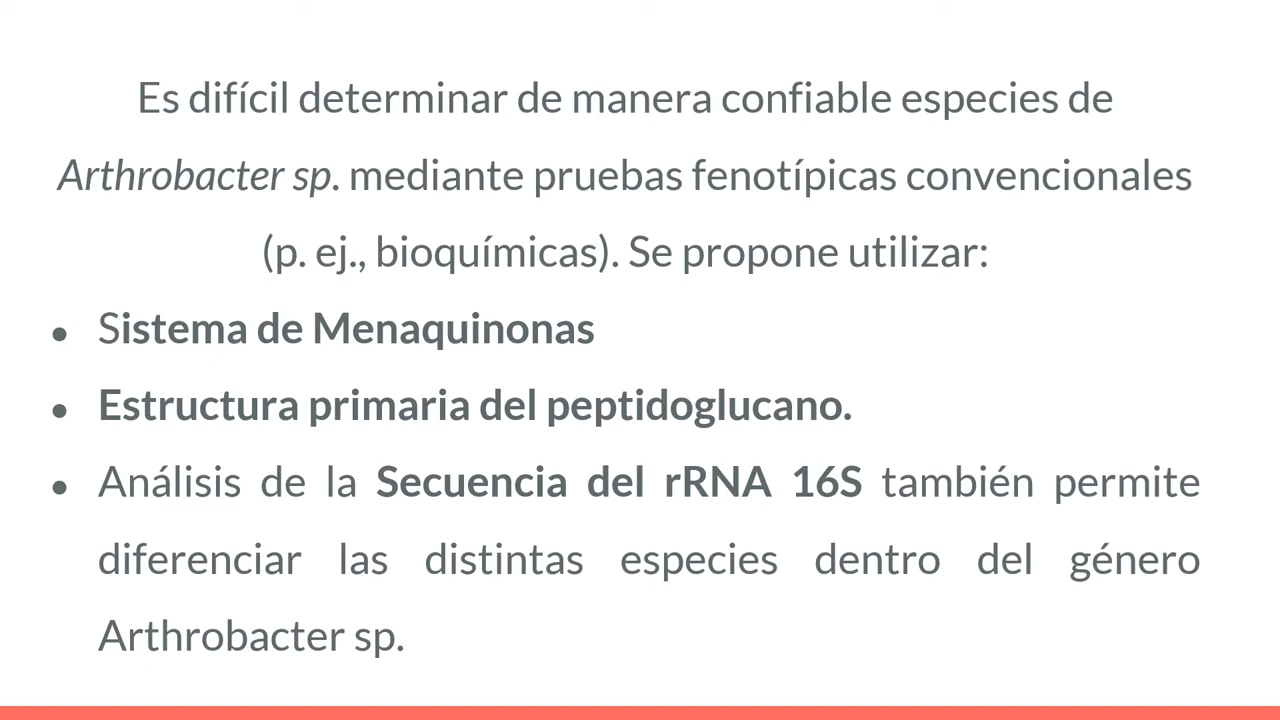 Es difícil determinar de manera confiable especies de
Arthrobacter sp. mediante pruebas fenotípicas convencionales
(p. ej., bioquímicas). Se propone utilizar:
● Sistema de Menaquinonas
● Estructura primaria del peptidoglucano.
● Análisis de la Secuencia del rRNA 16S también permite
diferenciar las distintas especies dentro del género
Arthrobacter sp.